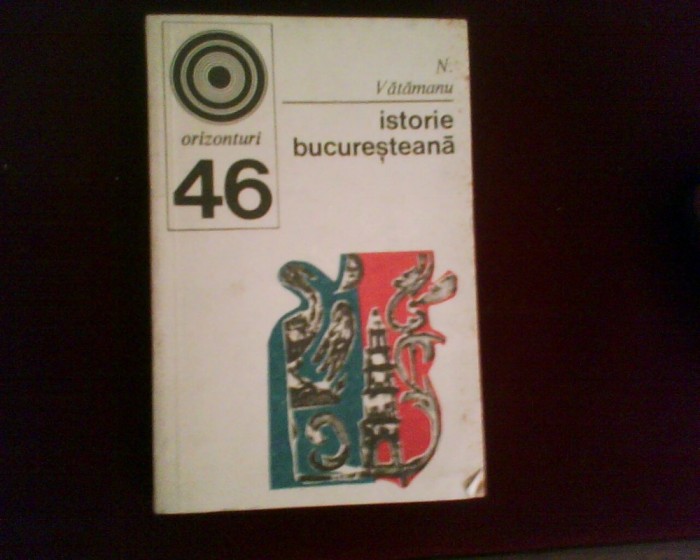 orizonturi
46
N.
Vătămanu
istorie
bucureșteană